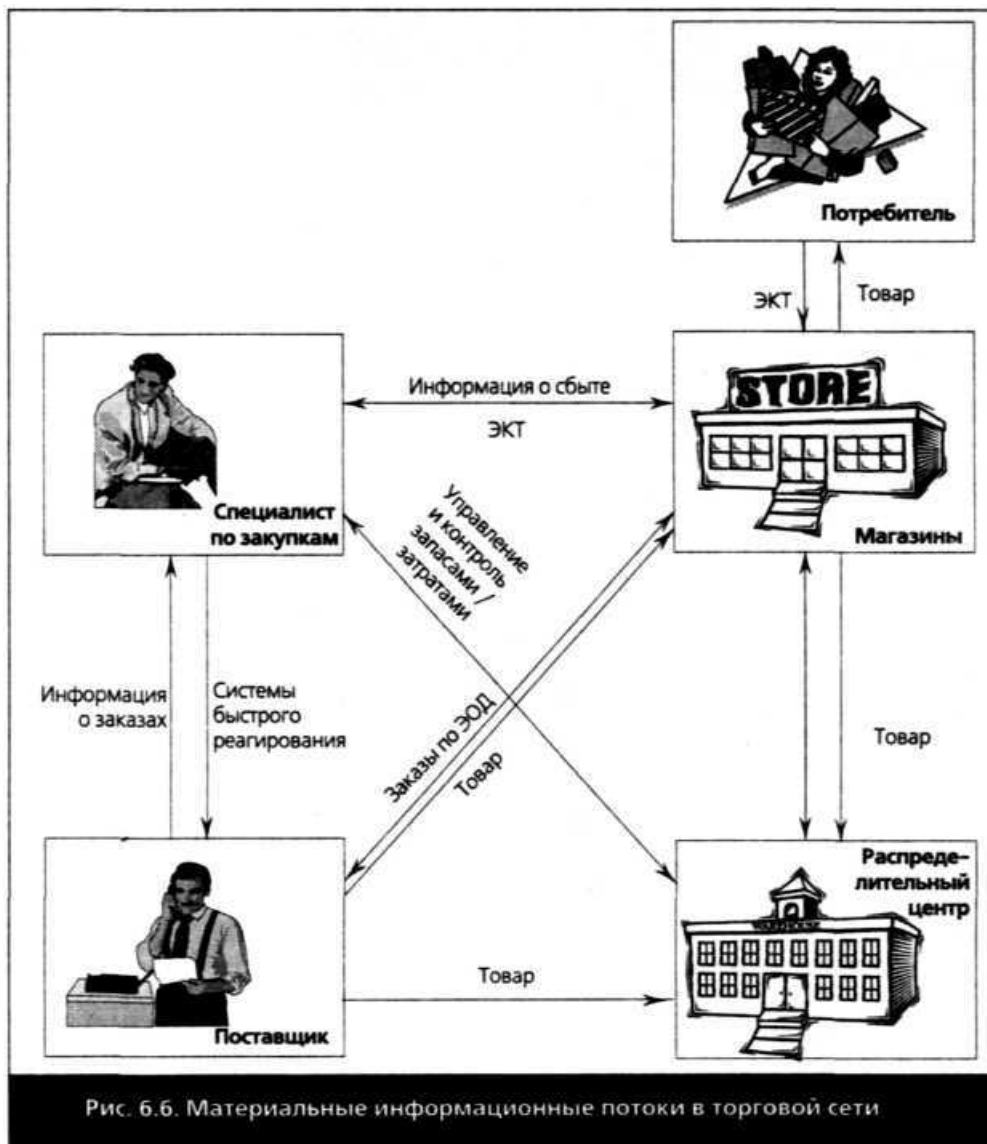 Потребитель
ЭКТ
Товар
Информация о сбыте
ЭКТ
STORE
Специалист
по закупкам
Магазины
Управление
и контроль
запасами /
затратами
Информация
о заказах
Системы
быстрого
реагирования
Заказы по ЭОД
Товар
Товар
Распреде-
лительный
центр
WAREHOUSE
Товар
Поставщик
Рис. 6.6. Материальные информационные потоки в торговой сети